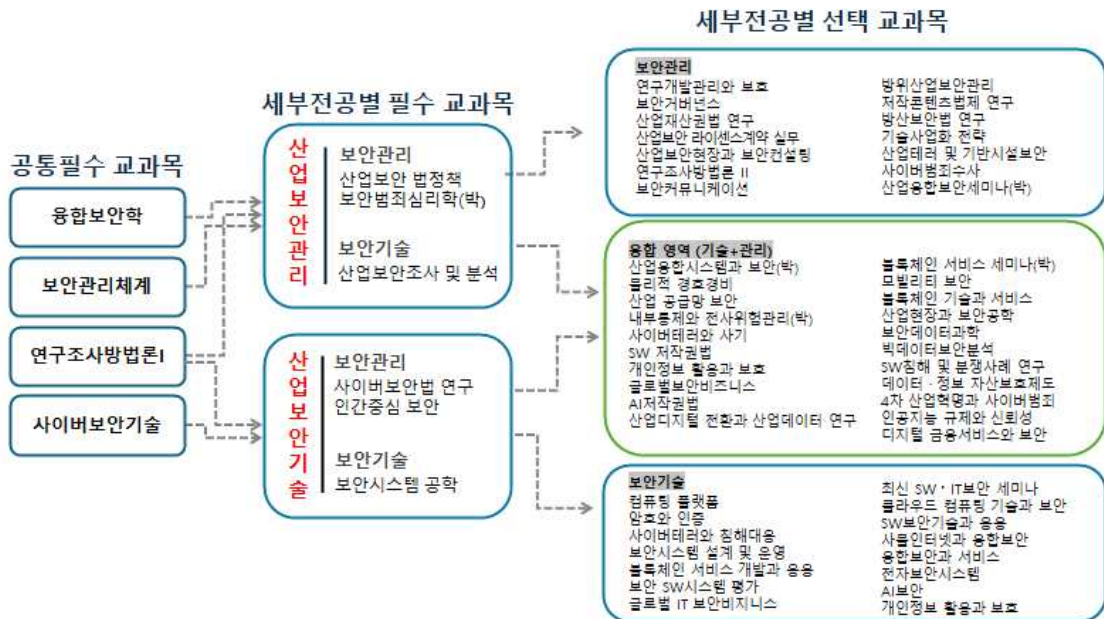 세부전공별 선택 교과목
세부전공별 필수 교과목
공통필수 교과목
융합보안학
보안관리체계
연구조사방법론I
사이버보안기술
산업보안관리
보안관리
산업보안 법정책
보안범죄심리학(박)
보안기술
산업보안조사 및 분석
산업보안기술
보안관리
사이버보안법 연구
인간중심 보안
보안기술
보안시스템 공학
보안관리
연구개발관리와 보호
보안거버넌스
산업재산권법 연구
산업보안 라이센스계약 실무
산업보안현장과 보안컨설팅
연구조사방법론 II
보안커뮤니케이션
방위산업보안관리
저작콘텐츠법제 연구
방산보안법 연구
기술사업화 전략
산업테러 및 기반시설보안
사이버범죄수사
산업융합보안세미나(박)
융합 영역 (기술+관리)
산업융합시스템과 보안(박)
물리적 경호경비
산업 공급망 보안
내부통제와 전사위험관리(박)
사이버테러와 사기
SW 저작권법
개인정보 활용과 보호
글로벌보안비즈니스
AI저작권법
산업디지털 전환과 산업데이터 연구
블록체인 서비스 세미나(박)
모빌리티 보안
블록체인 기술과 서비스
산업현장과 보안공학
보안데이터과학
빅데이터보안분석
SW침해 및 분쟁사례 연구
데이터 · 정보 자산보호제도
4차 산업혁명과 사이버범죄
인공지능 규제와 신뢰성
디지털 금융서비스와 보안
보안기술
컴퓨팅 플랫폼
암호와 인증
사이버테러와 침해대응
보안시스템 설계 및 운영
블록체인 서비스 개발과 응용
보안 SW시스템 평가
글로벌 IT 보안비지니스
최신 SW · IT보안 세미나
클라우드 컴퓨팅 기술과 보안
SW보안기술과 응용
사물인터넷과 융합보안
융합보안과 서비스
전자보안시스템
AI보안
개인정보 활용과 보호